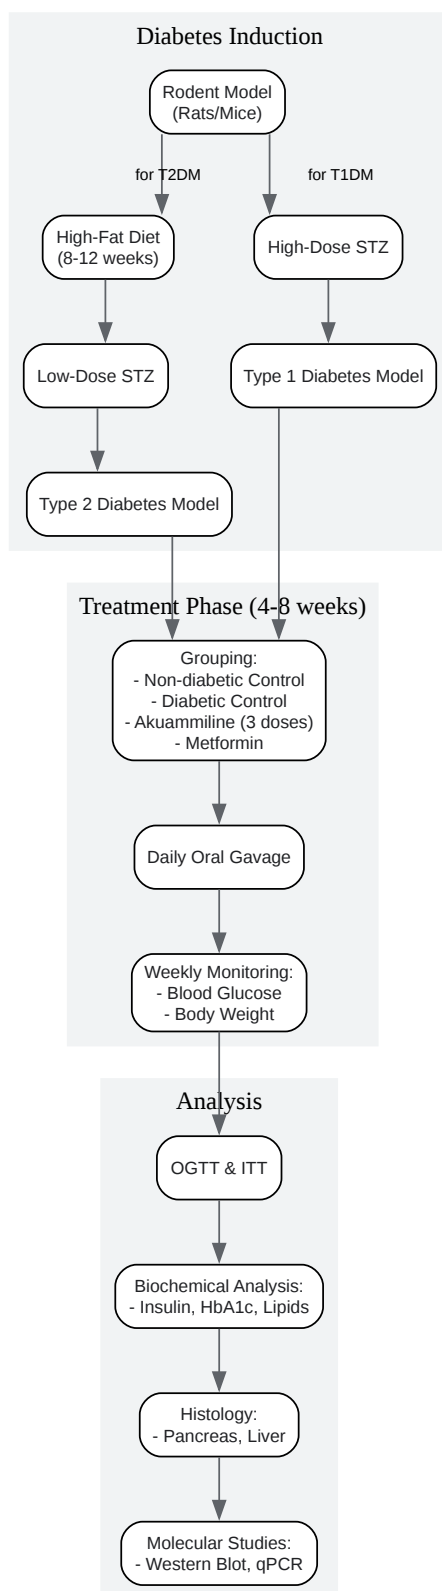 Diabetes Induction
Rodent Model
(Rats/Mice)
for T2DM
for T1DM
High-Fat Diet
(8-12 weeks)
High-Dose STZ
Low-Dose STZ
Type 1 Diabetes Model
Type 2 Diabetes Model
Treatment Phase (4-8 weeks)
Grouping:
- Non-diabetic Control
- Diabetic Control
- Akuammiline (3 doses)
- Metformin
Daily Oral Gavage
Weekly Monitoring:
- Blood Glucose
- Body Weight
Analysis
OGTT & ITT
Biochemical Analysis:
- Insulin, HbA1c, Lipids
Histology:
- Pancreas, Liver
Molecular Studies:
- Western Blot, qPCR